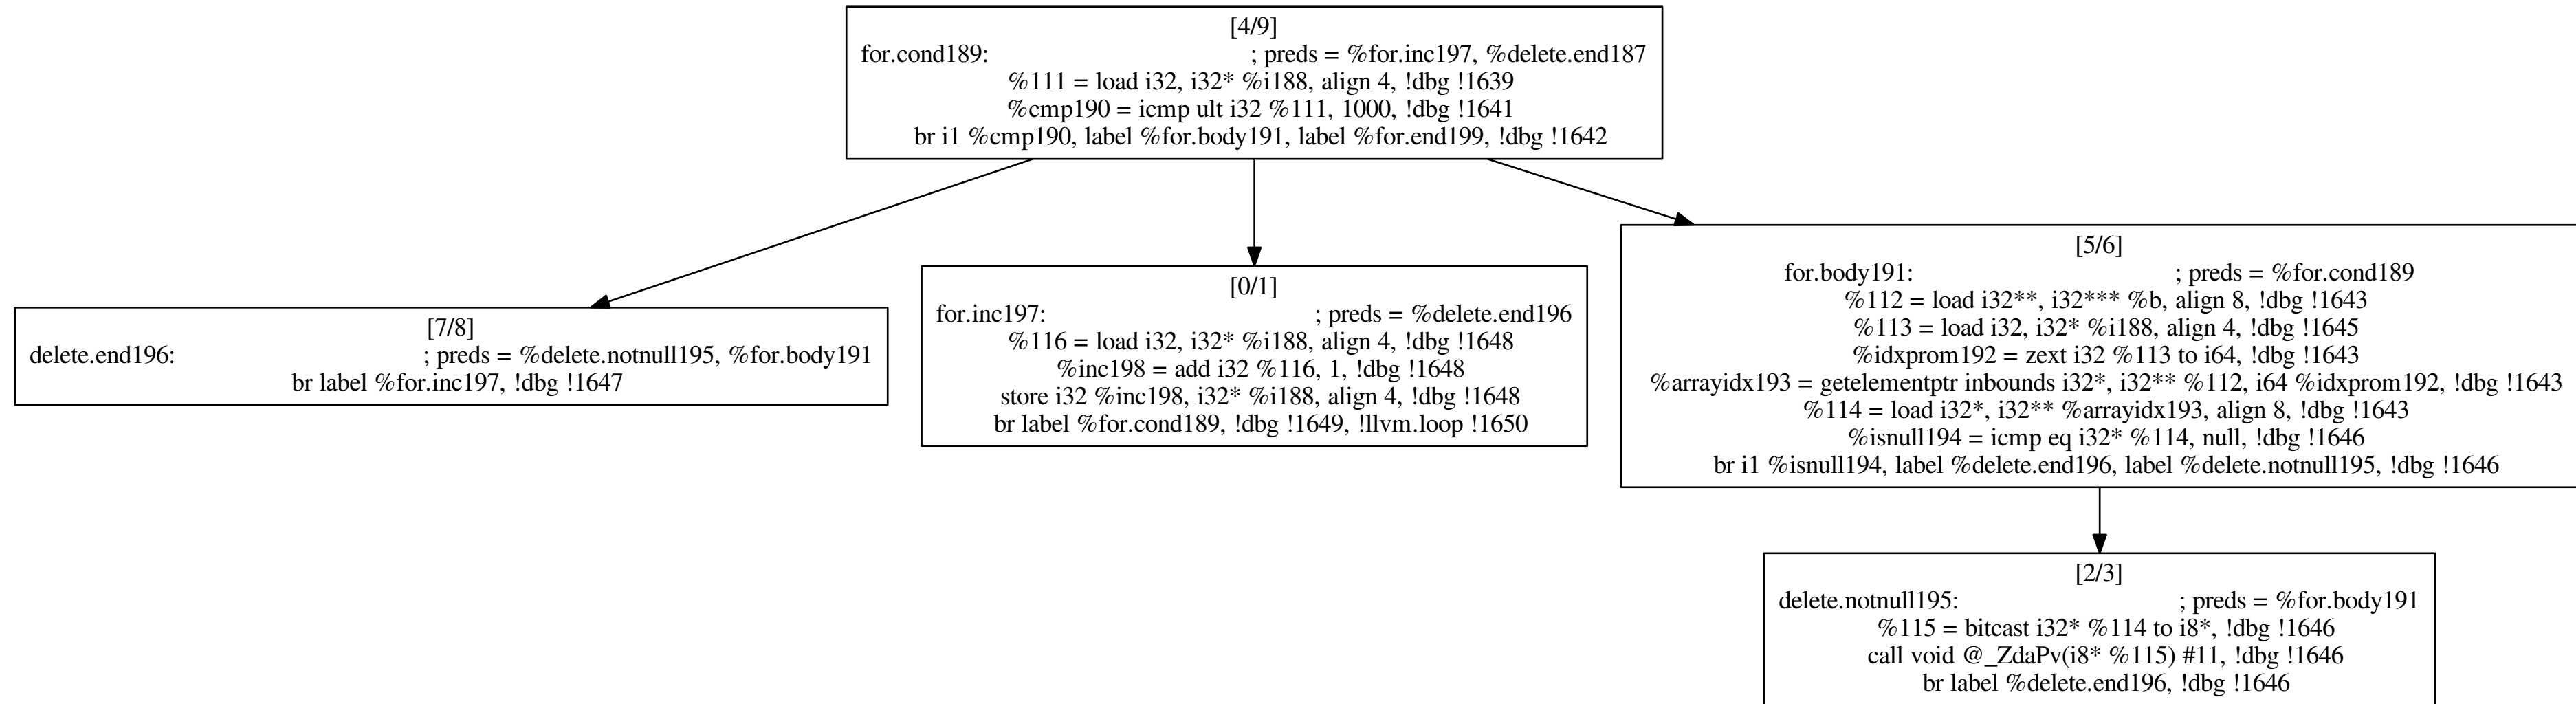 [4/9]
for.cond189: ; preds = %for.inc197, %delete.end187
%111 = load i32, i32* %i188, align 4, !dbg !1639
%cmp190 = icmp ult i32 %111, 1000, !dbg !1641
br i1 %cmp190, label %for.body191, label %for.end199, !dbg !1642
[7/8]
delete.end196: ; preds = %delete.notnull195, %for.body191
br label %for.inc197, !dbg !1647
[0/1]
for.inc197: ; preds = %delete.end196
%116 = load i32, i32* %i188, align 4, !dbg !1648
%inc198 = add i32 %116, 1, !dbg !1648
store i32 %inc198, i32* %i188, align 4, !dbg !1648
br label %for.cond189, !dbg !1649, !llvm.loop !1650
[5/6]
for.body191: ; preds = %for.cond189
%112 = load i32**, i32*** %b, align 8, !dbg !1643
%113 = load i32, i32* %i188, align 4, !dbg !1645
%idxprom192 = zext i32 %113 to i64, !dbg !1643
%arrayidx193 = getelementptr inbounds i32*, i32** %112, i64 %idxprom192, !dbg !1643
%114 = load i32*, i32** %arrayidx193, align 8, !dbg !1643
%isnull194 = icmp eq i32* %114, null, !dbg !1646
br i1 %isnull194, label %delete.end196, label %delete.notnull195, !dbg !1646
[2/3]
delete.notnull195: ; preds = %for.body191
%115 = bitcast i32* %114 to i8*, !dbg !1646
call void @_ZdaPv(i8* %115) #11, !dbg !1646
br label %delete.end196, !dbg !1646